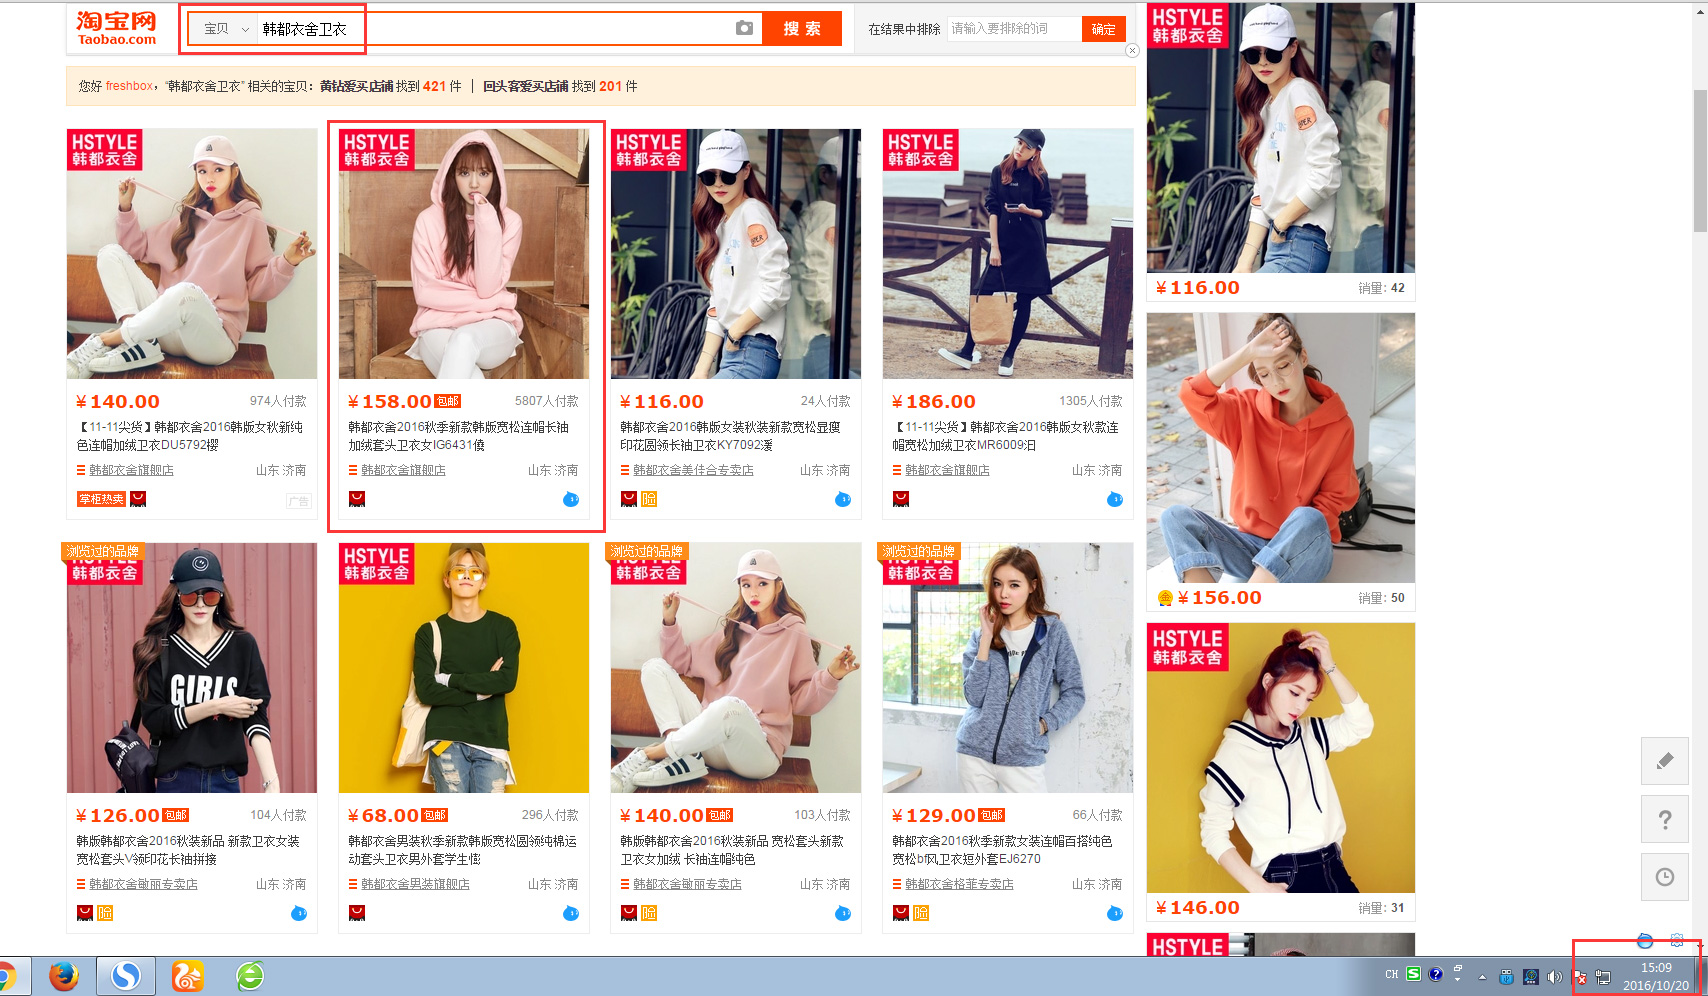 淘宝网
Taobao.com
宝贝
韩都衣舍卫衣
搜 索
在结果中排除
请输入要排除的词
确定
您好 freshbox，“韩都衣舍卫衣” 相关的宝贝：黄钻爱买店铺 找到 421 件 | 回头客爱买店铺 找到 201 件
HSTYLE
韩都衣舍
HSTYLE
韩都衣舍
HSTYLE
韩都衣舍
HSTYLE
韩都衣舍
¥140.00
974人付款
【11-11尖货】韩都衣舍2016韩版女秋新纯
色连帽加绒卫衣DU5792樱
韩都衣舍旗舰店
山东 济南
掌柜热卖
广告
¥158.00 包邮
5807人付款
韩都衣舍2016秋季新款韩版宽松连帽长袖
加绒套头卫衣女IG6431僥
韩都衣舍旗舰店
山东 济南
¥116.00
24人付款
韩都衣舍2016韩版女装秋装新款宽松显瘦
印花圆领长袖卫衣KY7092湲
韩都衣舍美佳合专卖店
山东 济南
¥186.00
1305人付款
【11-11尖货】韩都衣舍2016韩版女秋款连
帽宽松加绒卫衣MR6009汩
韩都衣舍旗舰店
山东 济南
浏览过的品牌
HSTYLE
韩都衣舍
GIRLS
HSTYLE
韩都衣舍
浏览过的品牌
HSTYLE
韩都衣舍
浏览过的品牌
HSTYLE
韩都衣舍
¥126.00 包邮
104人付款
韩版韩都衣舍2016秋装新品 新款卫衣女装
宽松套头V领印花长袖拼接
韩都衣舍敏丽专卖店
山东 济南
¥68.00 包邮
296人付款
韩都衣舍男装秋季新款韩版宽松圆领纯棉运
动套头卫衣男外套学生
韩都衣舍男装旗舰店
山东 济南
¥140.00 包邮
103人付款
韩版韩都衣舍2016秋装新品 宽松套头新款
卫衣女加绒 长袖连帽纯色
韩都衣舍敏丽专卖店
山东 济南
¥129.00 包邮
66人付款
韩都衣舍2016秋季新款女装连帽百搭纯色
宽松bf风卫衣短外套EJ6270
韩都衣舍格菲专卖店
山东 济南
HSTYLE
韩都衣舍
¥116.00
销量: 42
¥156.00
销量: 50
HSTYLE
韩都衣舍
¥146.00
销量: 31
HSTYLE
CH
15:09
2016/10/20